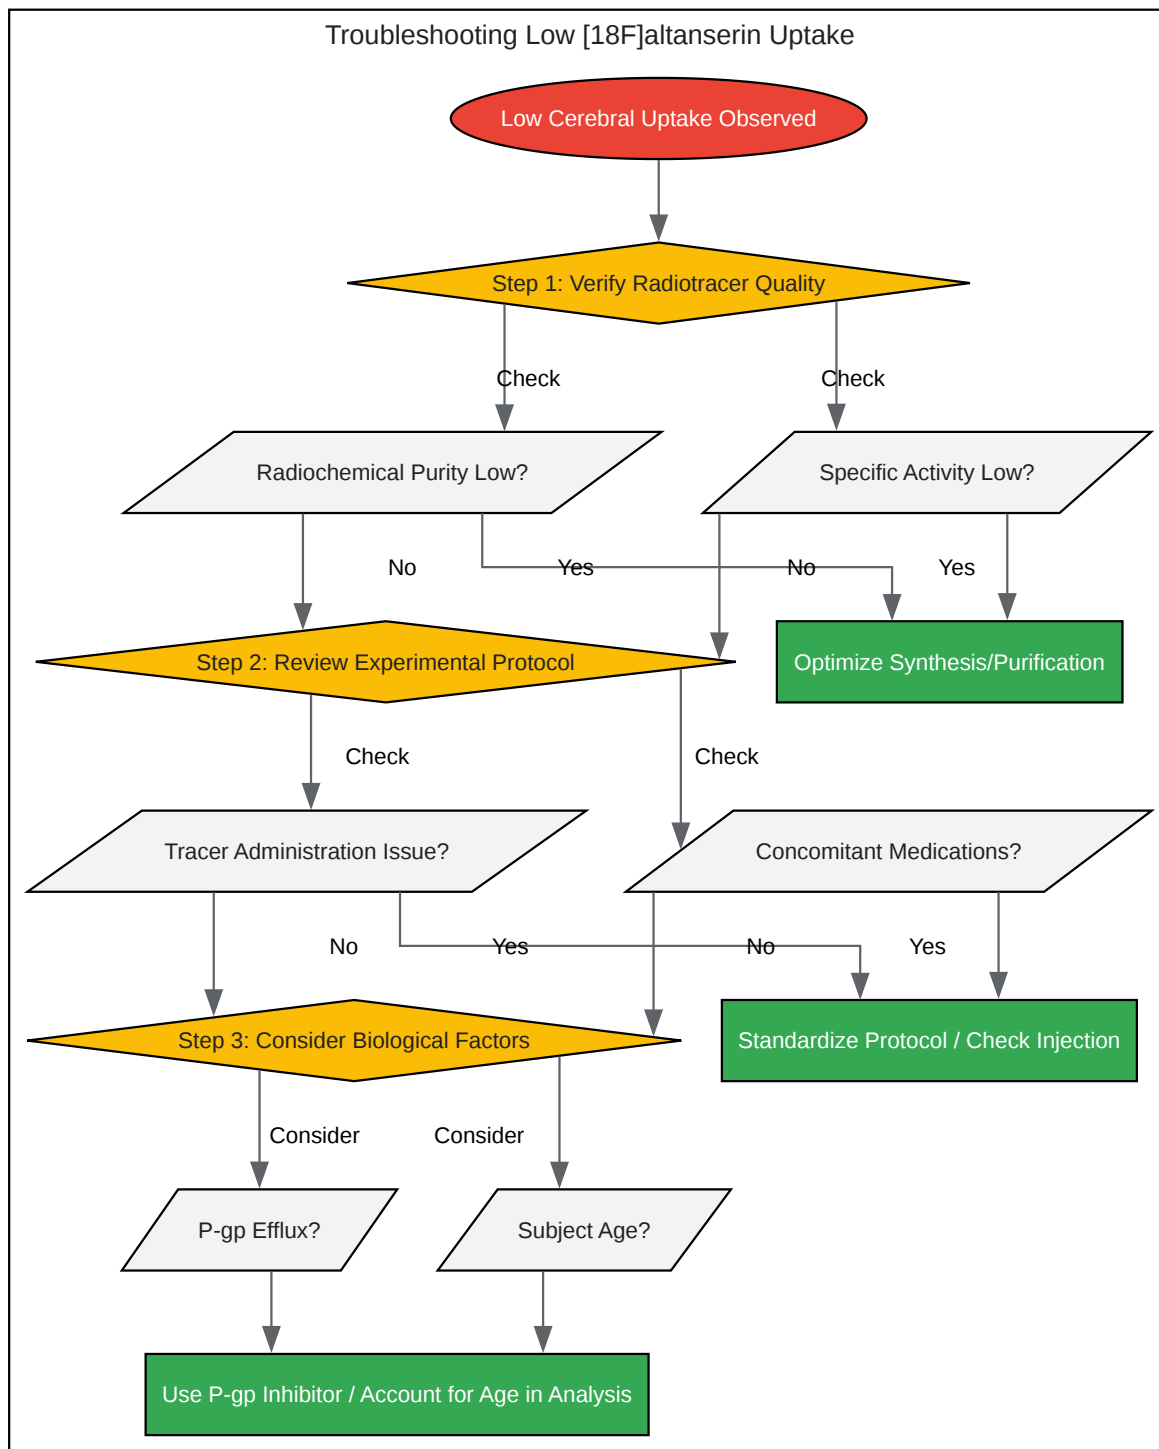 Troubleshooting Low [18F]altanserin Uptake
Low Cerebral Uptake Observed
Step 1: Verify Radiotracer Quality
Check
Check
Radiochemical Purity Low?
Specific Activity Low?
No
Yes
No
Yes
Step 2: Review Experimental Protocol
Optimize Synthesis/Purification
Check
Check
Tracer Administration Issue?
Concomitant Medications?
No
Yes
No
Yes
Step 3: Consider Biological Factors
Standardize Protocol / Check Injection
Consider
Consider
P-gp Efflux?
Subject Age?
Use P-gp Inhibitor / Account for Age in Analysis